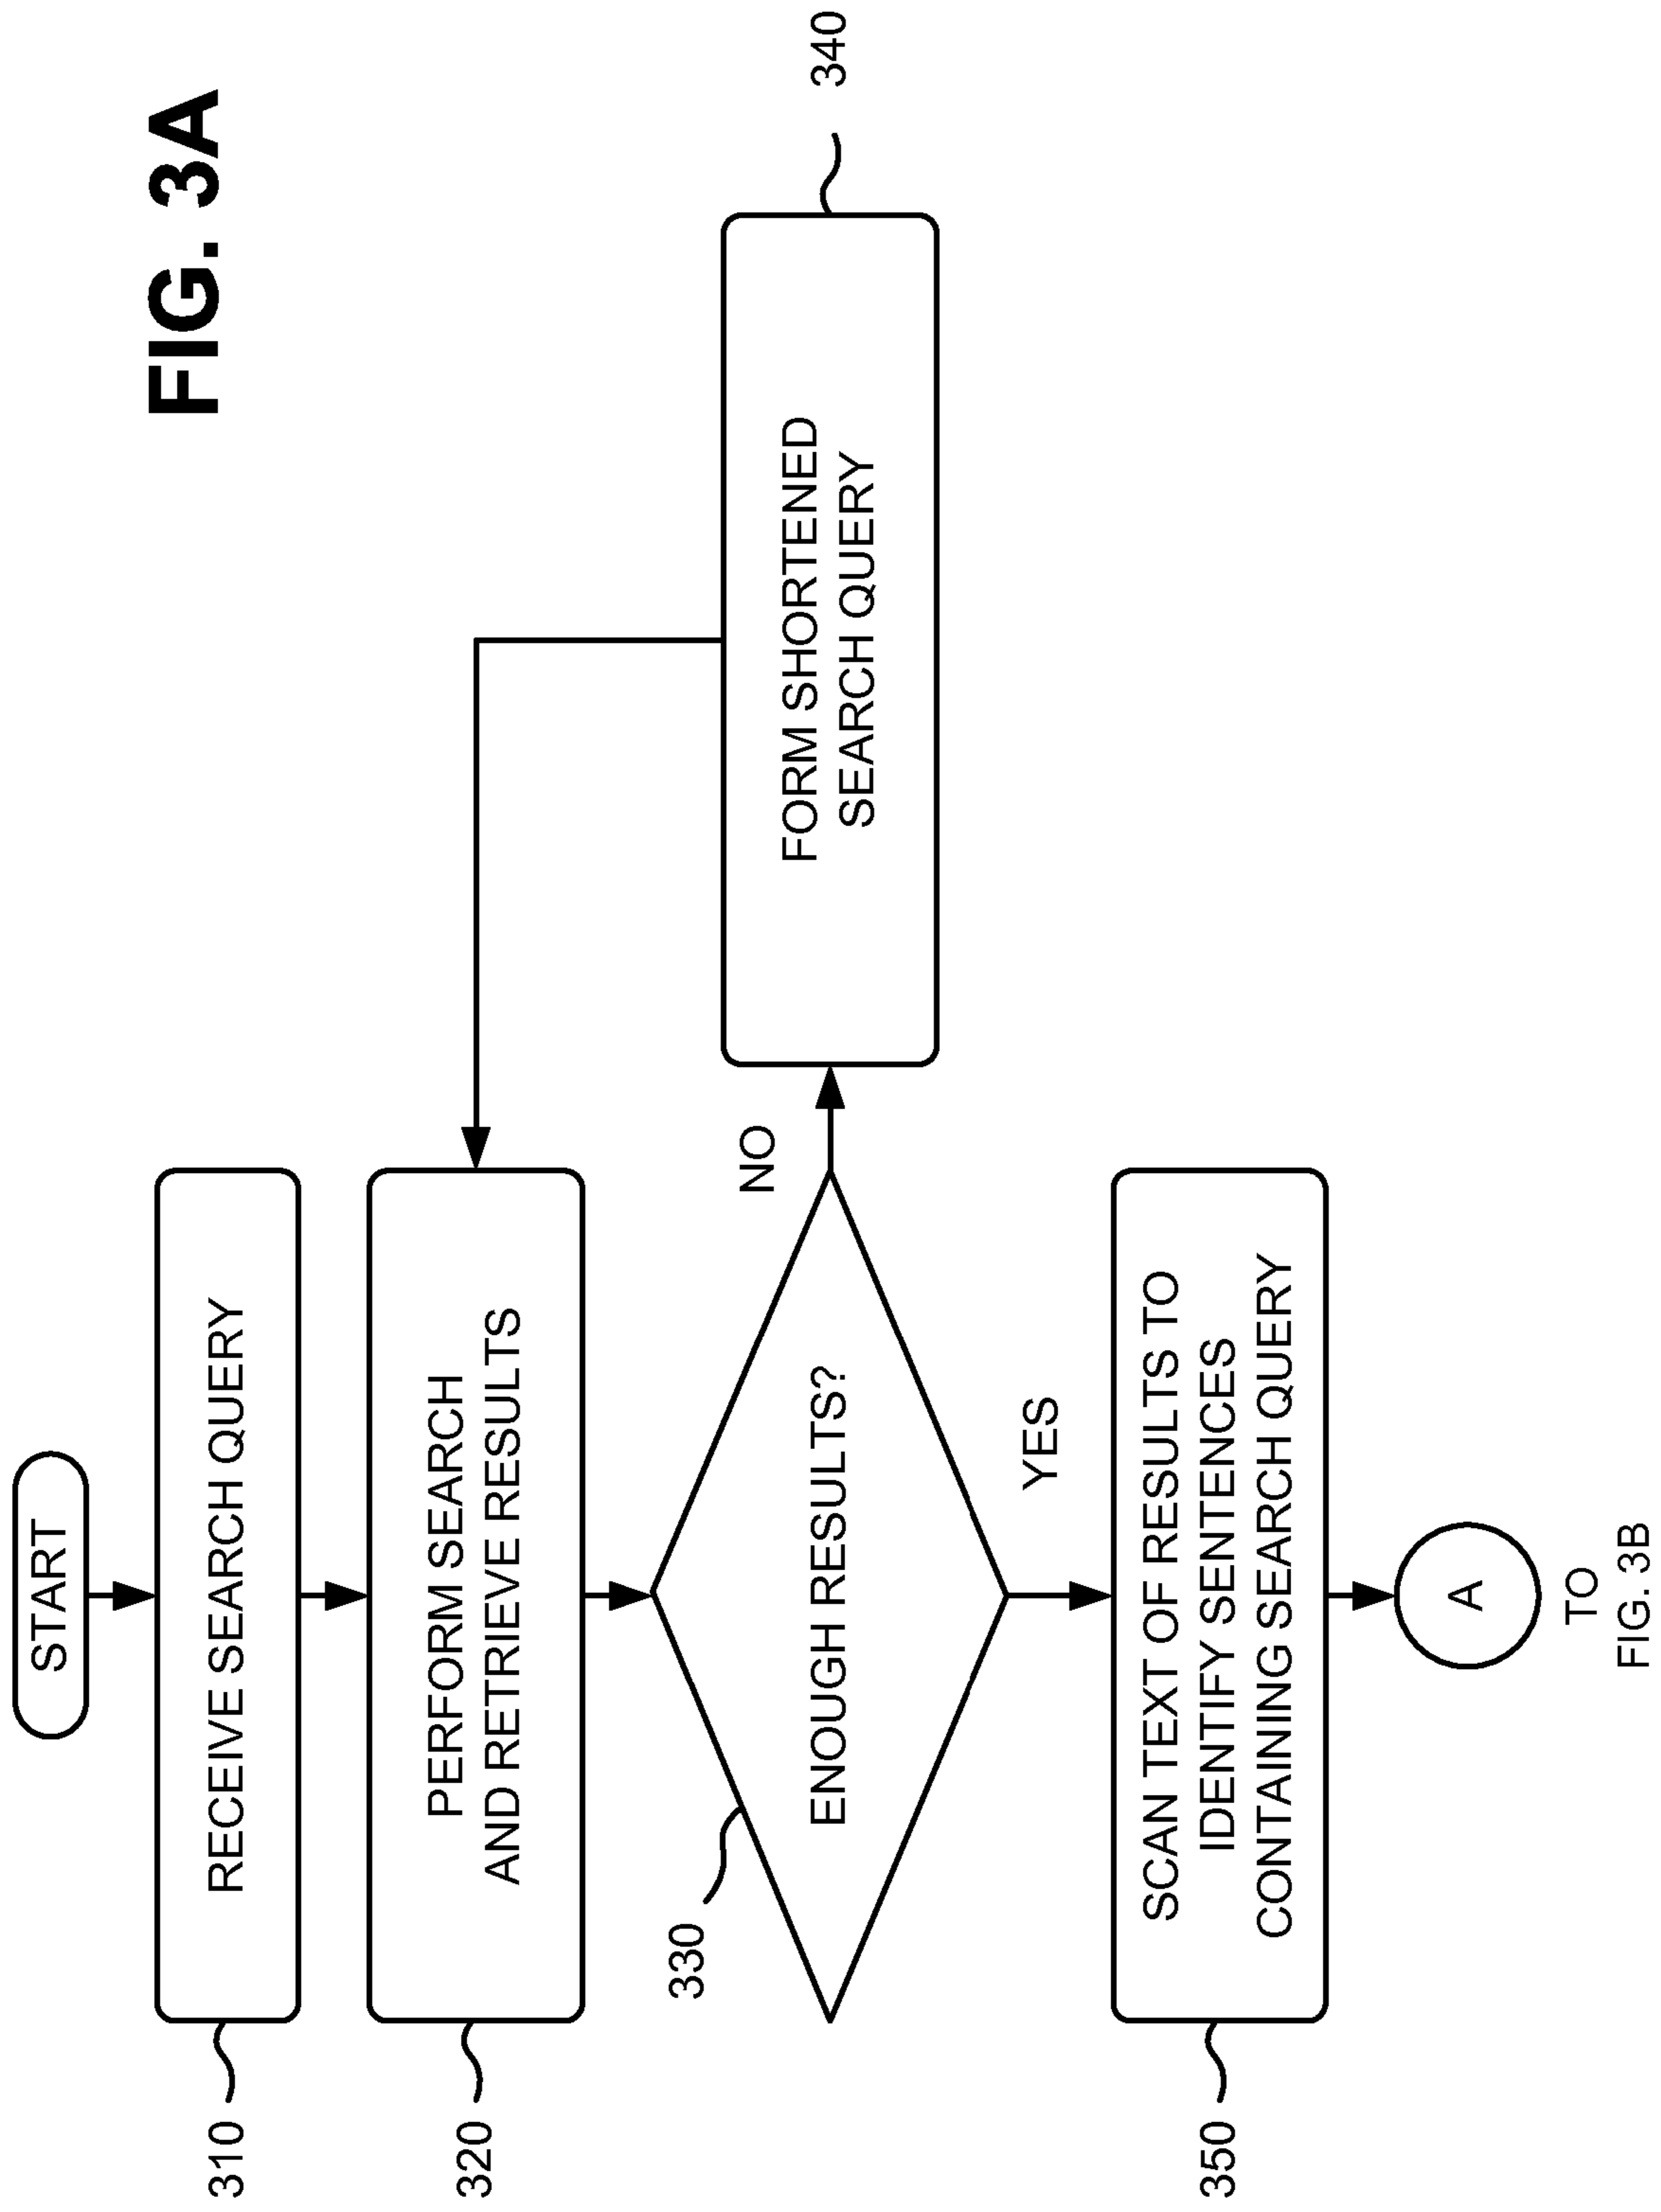 FIG. 3A
START
310
RECEIVE SEARCH QUERY
320
PERFORM SEARCH
AND RETRIEVE RESULTS
330
ENOUGH RESULTS?
NO
340
FORM SHORTENED
SEARCH QUERY
YES
350
SCAN TEXT OF RESULTS TO
IDENTIFY SENTENCES
CONTAINING SEARCH QUERY
A
TO
FIG. 3B